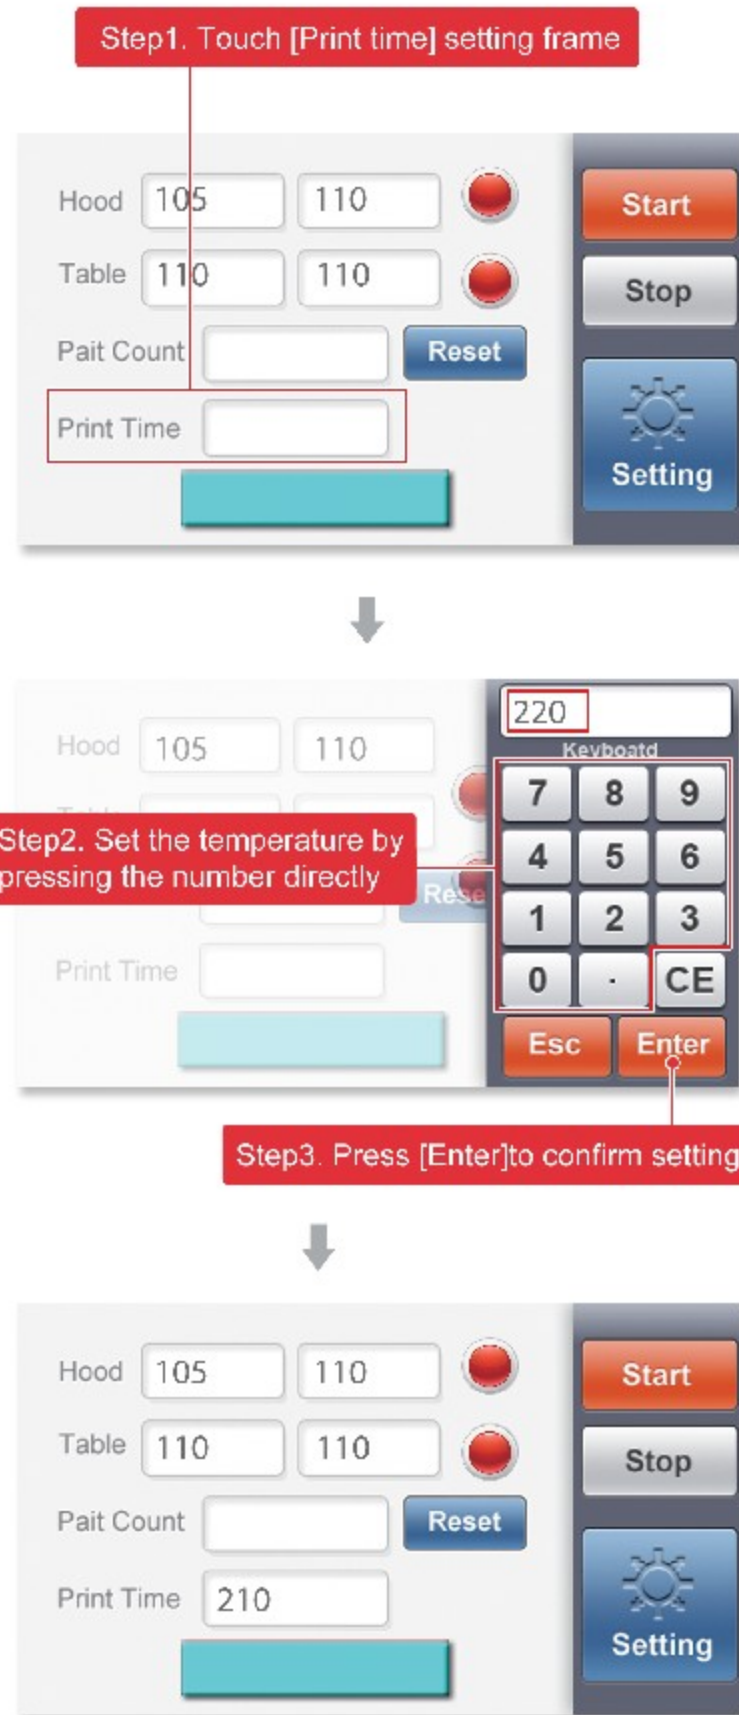 Step1. Touch [Print time] setting frame
Hood 105 110
Start
Table 110 110
Stop
Pait Count Reset
Print Time
Setting
220
Keyboatd
Hood 105 110
7 8 9
Step2. Set the temperature by
pressing the number directly
4 5 6
Rese
1 2 3
Print Time
0 . CE
Esc Enter
Step3. Press [Enter]to confirm setting
Hood 105 110
Start
Table 110 110
Stop
Pait Count Reset
Print Time 210
Setting